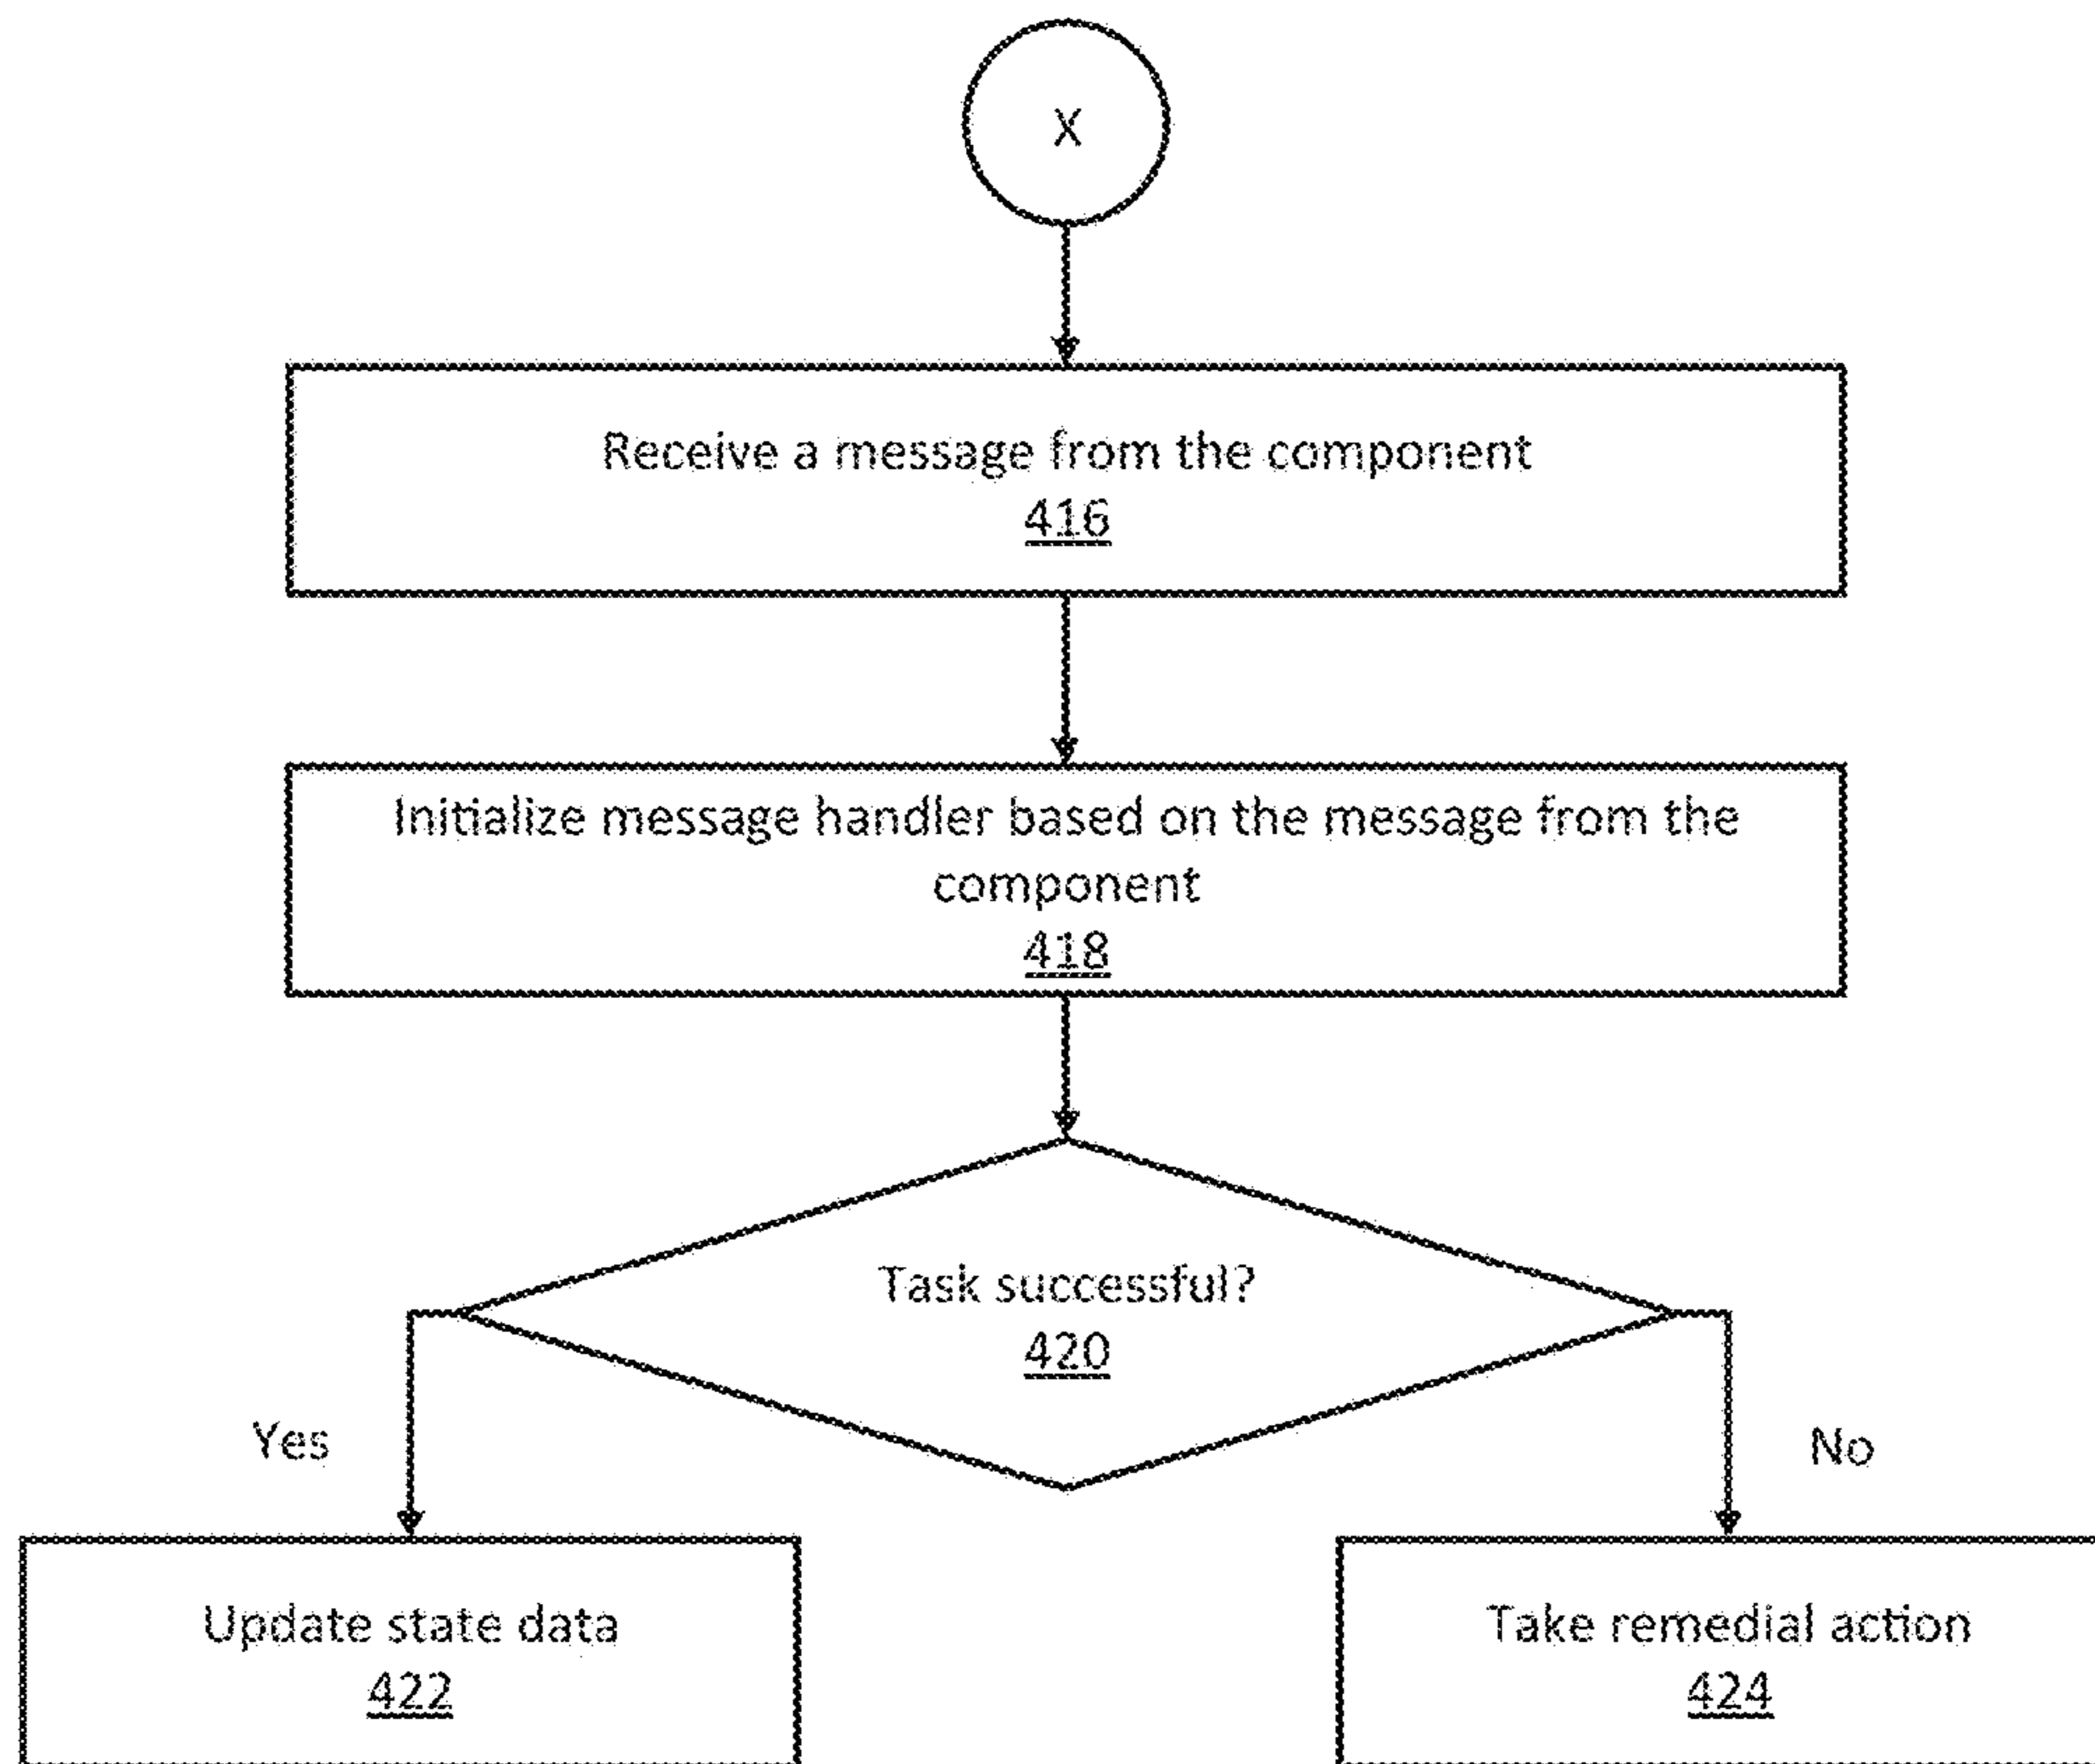 X
Receive a message from the component
416
Initialize message handler based on the message from the
component
418
Task successful?
420
Yes
No
Update state data
422
Take remedial action
424